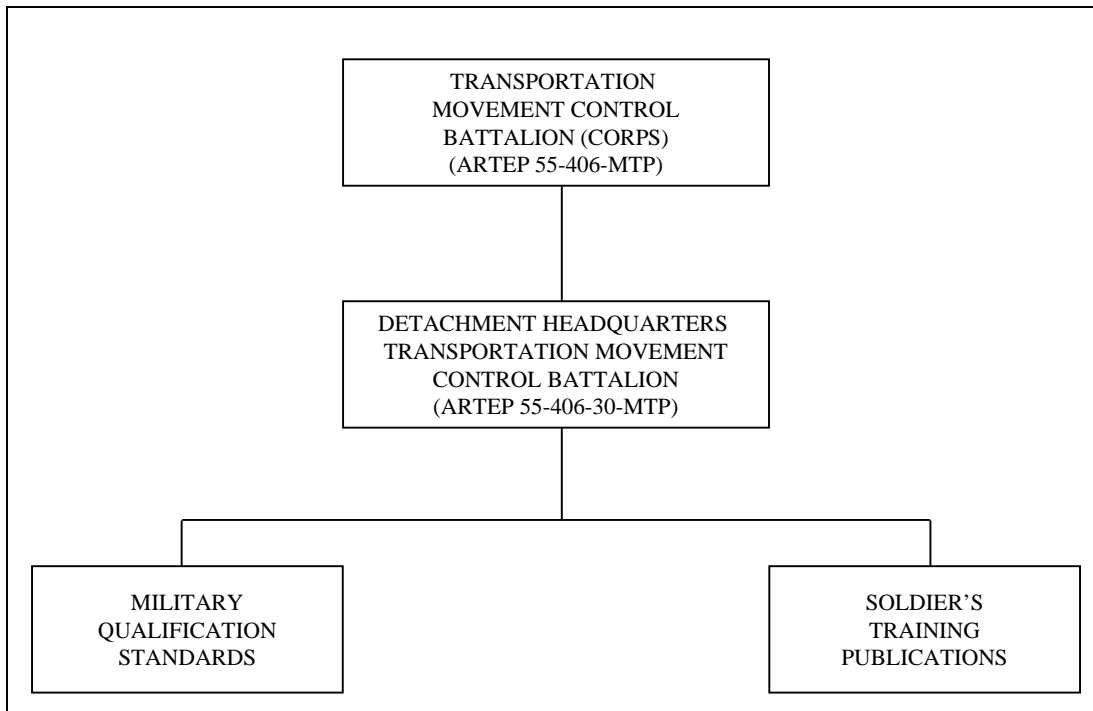 TRANSPORTATION
MOVEMENT CONTROL
BATTALION (CORPS)
(ARTEP 55-406-MTP)
DETACHMENT HEADQUARTERS
TRANSPORTATION MOVEMENT
CONTROL BATTALION
(ARTEP 55-406-30-MTP)
MILITARY
QUALIFICATION
STANDARDS
SOLDIER’S
TRAINING
PUBLICATIONS